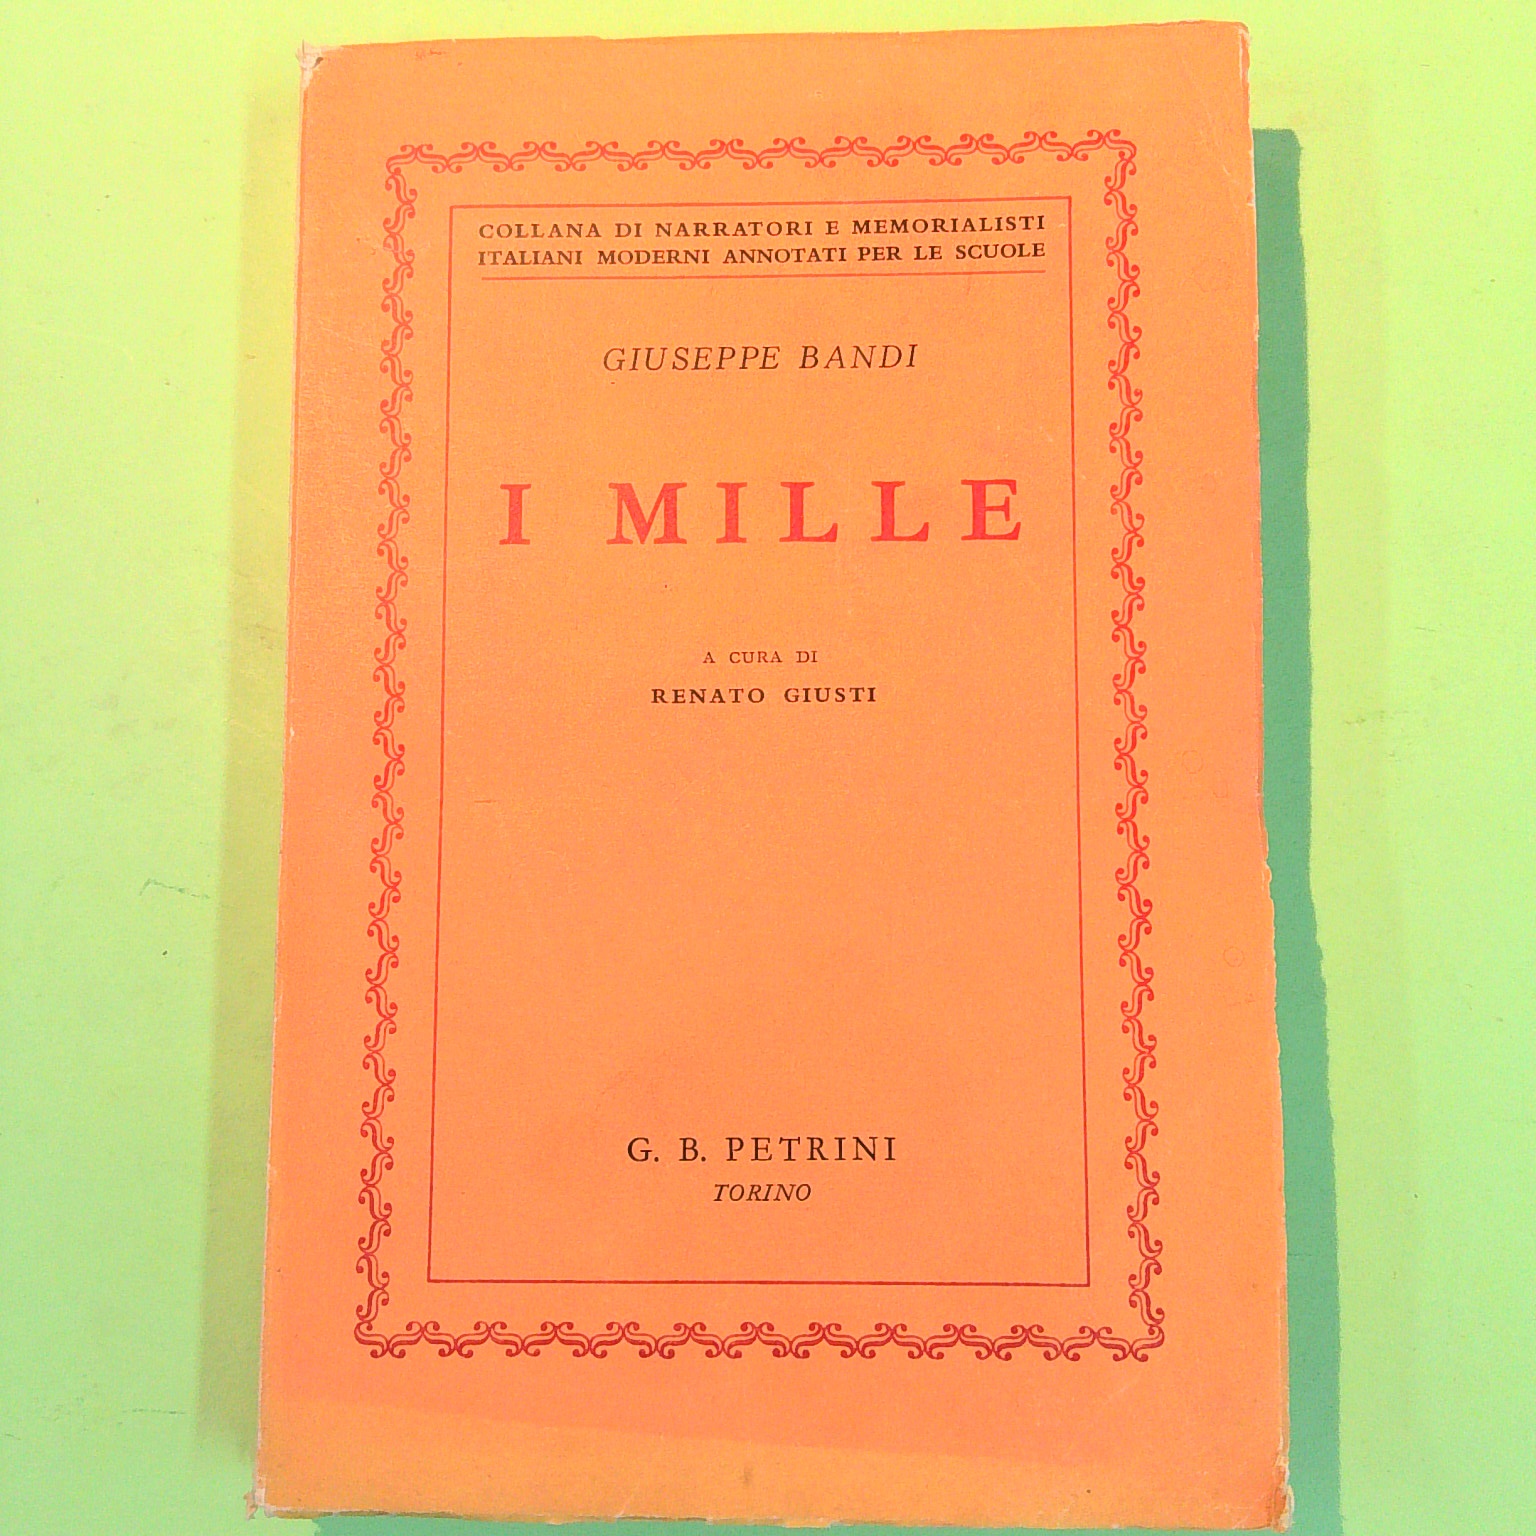 COLLANA DI NARRATORI E MEMORIALISTI
ITALIANI MODERNI ANNOTATI PER LE SCUOLE
GIUSEPPE BANDI
I MILLE
A CURA DI
RENATO GIUSTI
G. B. PETRINI
TORINO